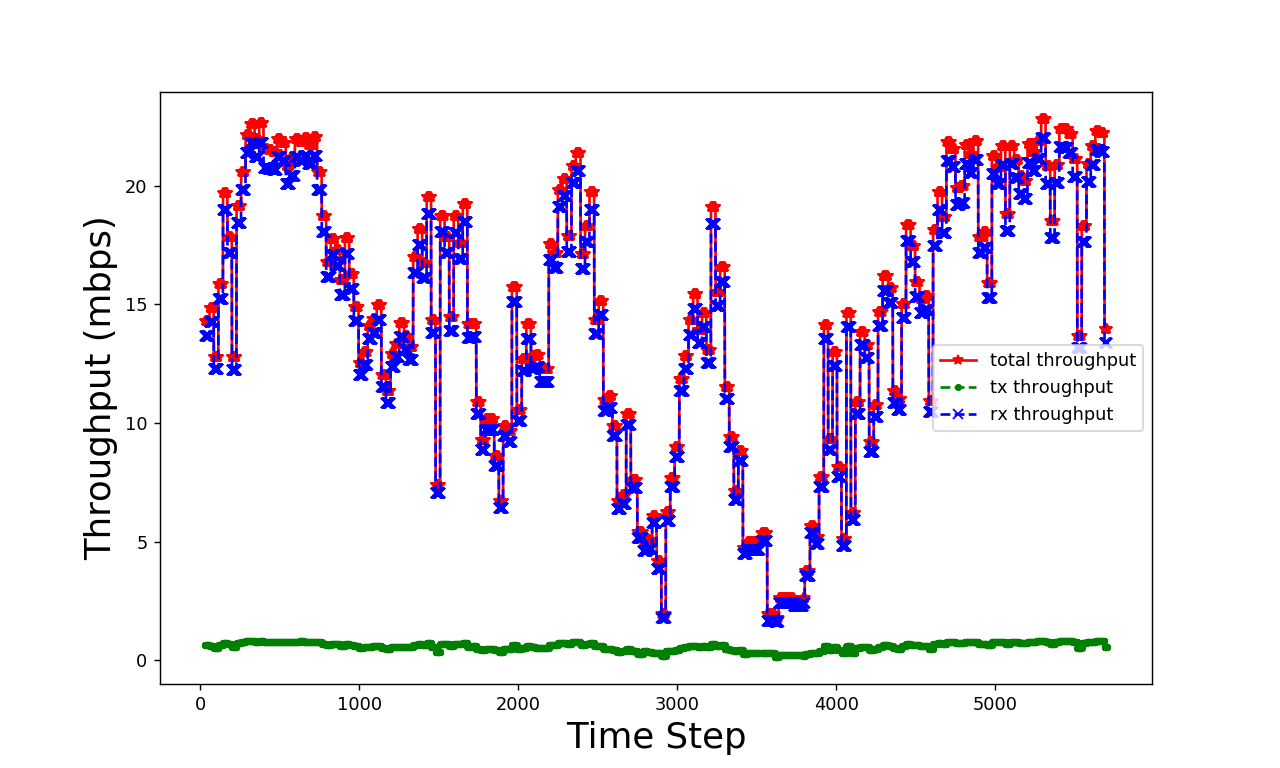 Throughput (mbps)
20
15
10
5
0
total throughput
tx throughput
rx throughput
0 1000 2000 3000 4000 5000
Time Step